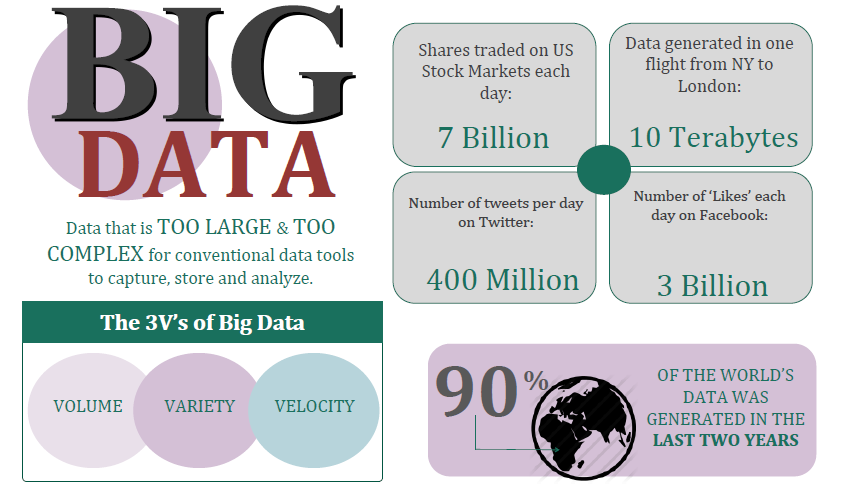 BIG
DATA
Data that is TOO LARGE & TOO
COMPLEX for conventional data tools
to capture, store and analyze.
The 3V’s of Big Data
VOLUME
VARIETY
VELOCITY
Shares traded on US
Stock Markets each
day:
7 Billion
Data generated in one
flight from NY to
London:
10 Terabytes
Number of tweets per day
on Twitter:
400 Million
Number of ‘Likes’ each
day on Facebook:
3 Billion
90%
OF THE WORLD’S
DATA WAS
GENERATED IN THE
LAST TWO YEARS